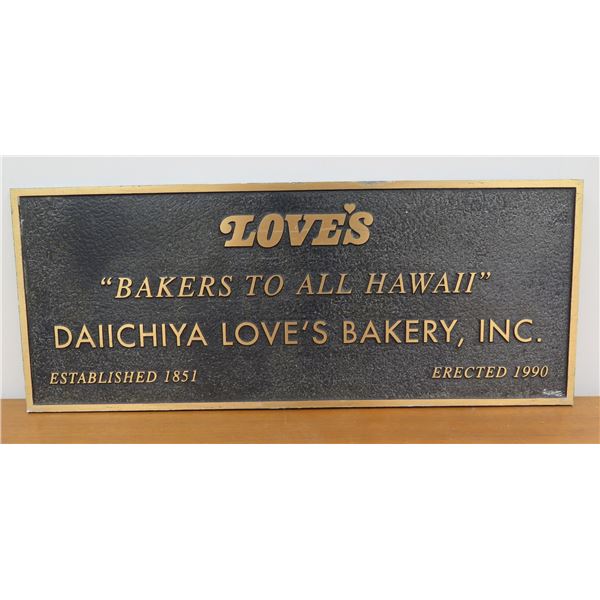 LOVE'S
"BAKERS TO ALL HAWAII"
DAIICHIYA LOVE'S BAKERY, INC.
ESTABLISHED 1851
ERECTED 1990